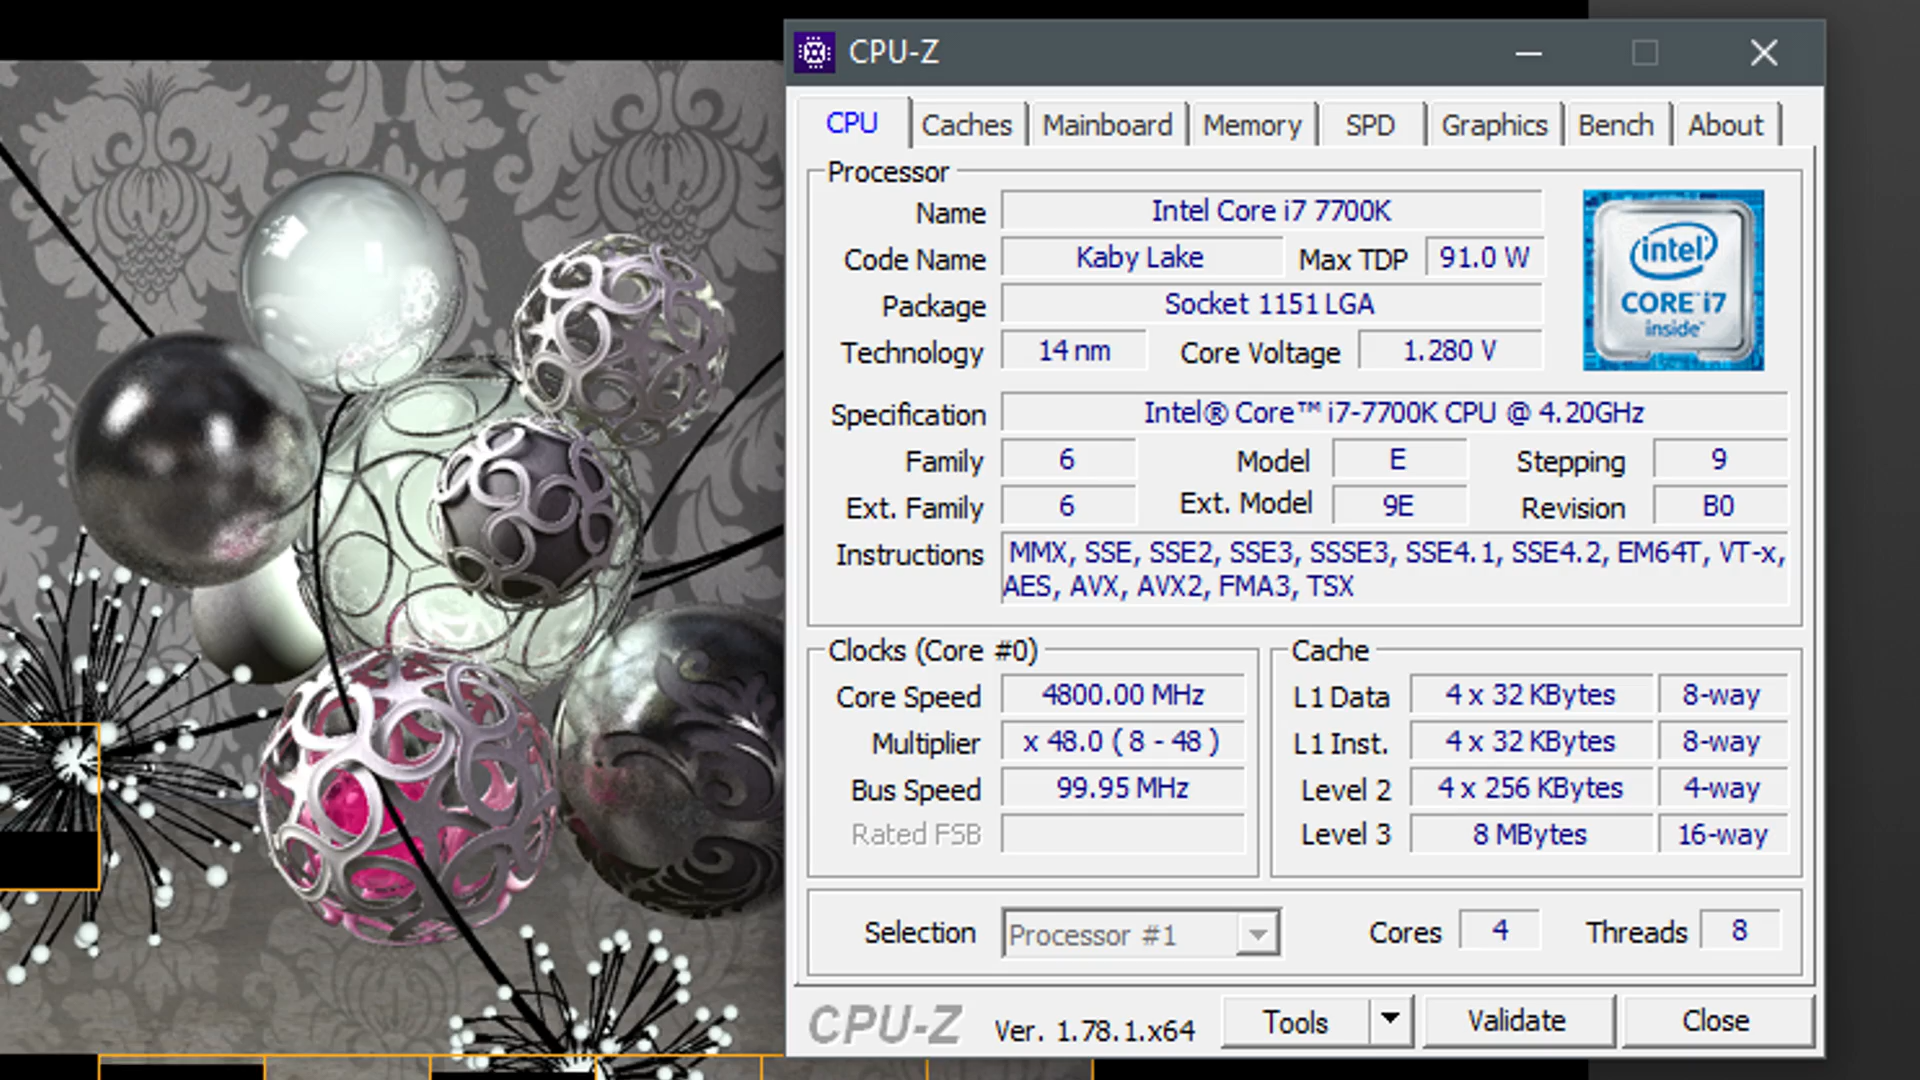 CPU-Z
CPU Caches Mainboard Memory SPD Graphics Bench About
Processor
Name Intel Core i7 7700K
Code Name Kaby Lake Max TDP 91.0 W
Package Socket 1151 LGA
Technology 14 nm Core Voltage 1.280 V
intel
CORE i7
inside™
Specification Intel® Core™ i7-7700K CPU @ 4.20GHz
Family 6 Model E Stepping 9
Ext. Family 6 Ext. Model 9E Revision B0
Instructions MMX, SSE, SSE2, SSE3, SSSE3, SSE4.1, SSE4.2, EM64T, VT-x,
AES, AVX, AVX2, FMA3, TSX
Clocks (Core #0)
Core Speed 4800.00 MHz
Multiplier x 48.0 ( 8 - 48 )
Bus Speed 99.95 MHz
Rated FSB
Cache
L1 Data 4 x 32 KBytes 8-way
L1 Inst. 4 x 32 KBytes 8-way
Level 2 4 x 256 KBytes 4-way
Level 3 8 MBytes 16-way
Selection Processor #1 Cores 4 Threads 8
CPU-Z Ver. 1.78.1.x64 Tools Validate Close